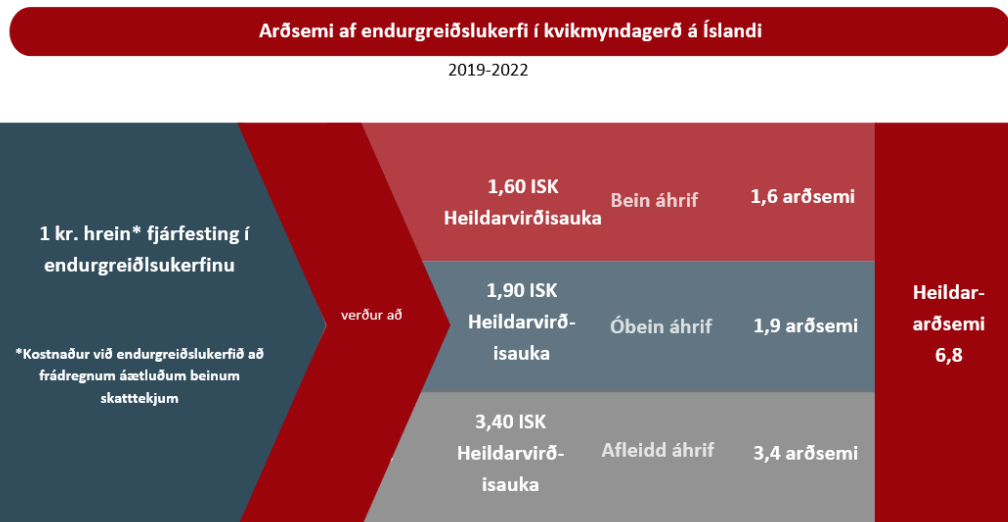 Arðsemi af endurgreiðslukerfi í kvikmyndagerð á Íslandi
2019-2022
1 kr. hrein* fjárfesting í
endurgreiðlsukerfinu
*Kostnaður við endurgreiðslukerfið að
frádregnum áætluðum beinum
skatttekjum
verður að
1,60 ISK
Heildarvirðisauka
Bein áhrif
1,6 arðsemi
1,90 ISK
Heildarvirð-
isauka
Óbein áhrif
1,9 arðsemi
3,40 ISK
Heildarvirð-
isauka
Afleidd áhrif
3,4 arðsemi
Heildar-
arðsemi
6,8